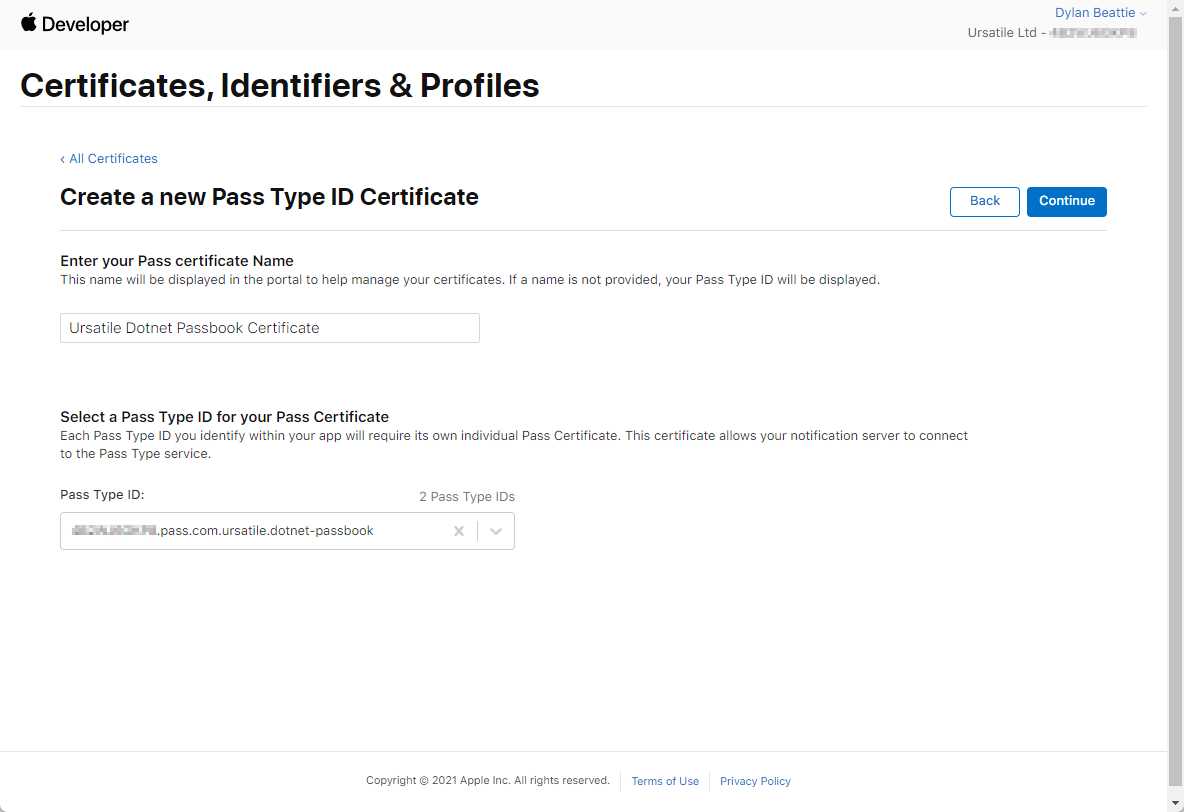 Developer
Dylan Beattie
Ursatile Ltd -
Certificates, Identifiers & Profiles
‹ All Certificates
Create a new Pass Type ID Certificate
Back
Continue
Enter your Pass certificate Name
This name will be displayed in the portal to help manage your certificates. If a name is not provided, your Pass Type ID will be displayed.
Ursatile Dotnet Passbook Certificate
Select a Pass Type ID for your Pass Certificate
Each Pass Type ID you identify within your app will require its own individual Pass Certificate. This certificate allows your notification server to connect
to the Pass Type service.
Pass Type ID:
2 Pass Type IDs
.pass.com.ursatile.dotnet-passbook
Copyright © 2021 Apple Inc. All rights reserved.
Terms of Use
Privacy Policy